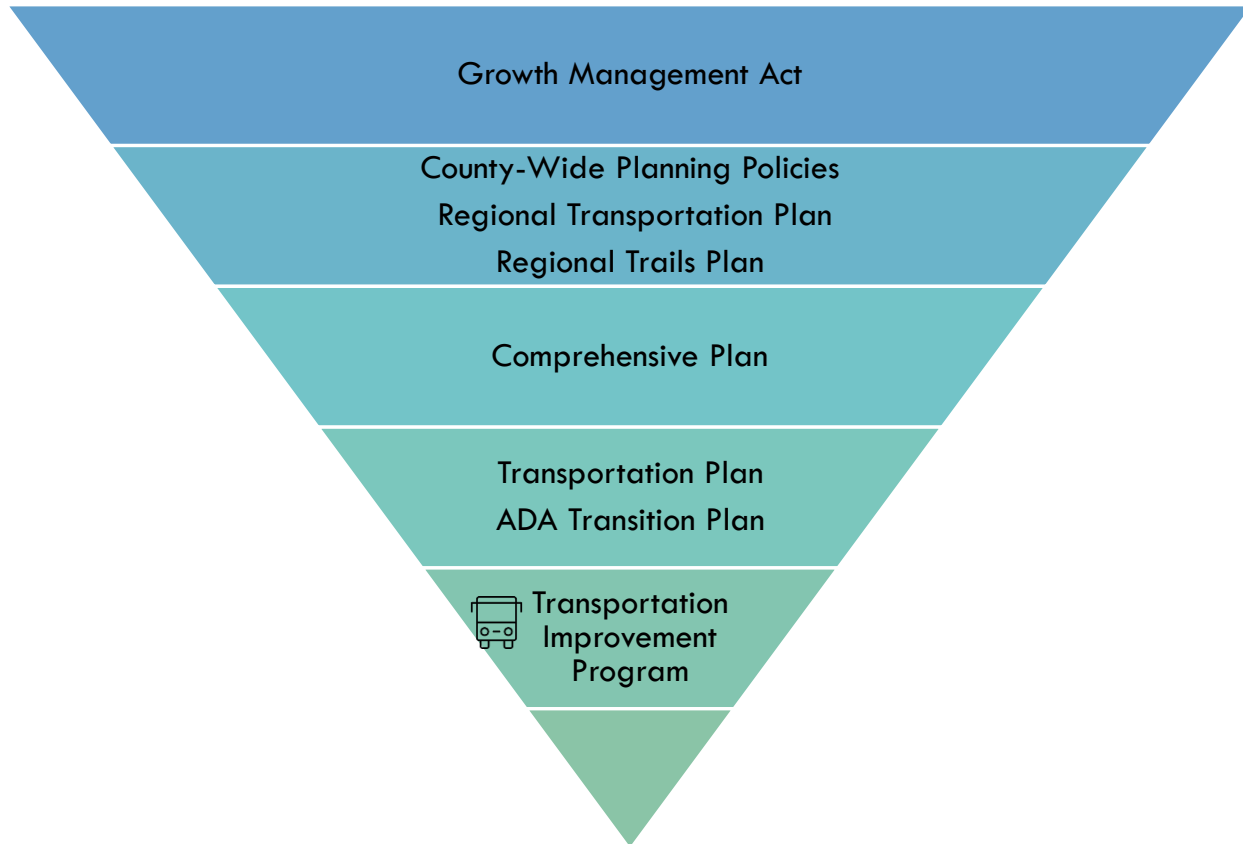 Growth Management Act
County-Wide Planning Policies
Regional Transportation Plan
Regional Trails Plan
Comprehensive Plan
Transportation Plan
ADA Transition Plan
Transportation
Improvement
Program